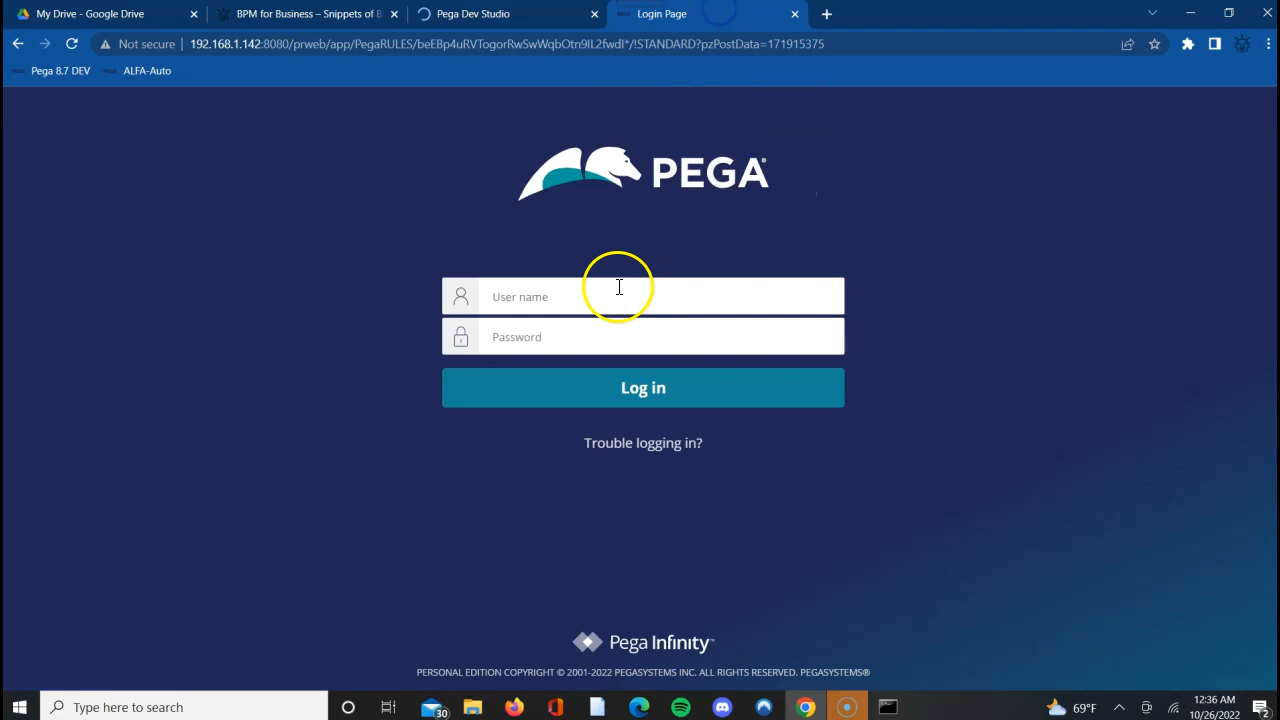 My Drive - Google Drive
BPM for Business – Snippets of B
Pega Dev Studio
Login Page
Not secure
192.168.1.142:8080/prweb/app/PegaRULES/beEBp4uRVTogorRwSwWqbOtn9IL2fwdI*/!STANDARD?pzPostData=171915375
Pega 8.7 DEV
ALFA-Auto
PEGA®
User name
Password
Log in
Trouble logging in?
Pega Infinity™
PERSONAL EDITION COPYRIGHT © 2001-2022 PEGASYSTEMS INC. ALL RIGHTS RESERVED. PEGASYSTEMS®
Type here to search
30
69°F
12:36 AM
10/26/2022
2